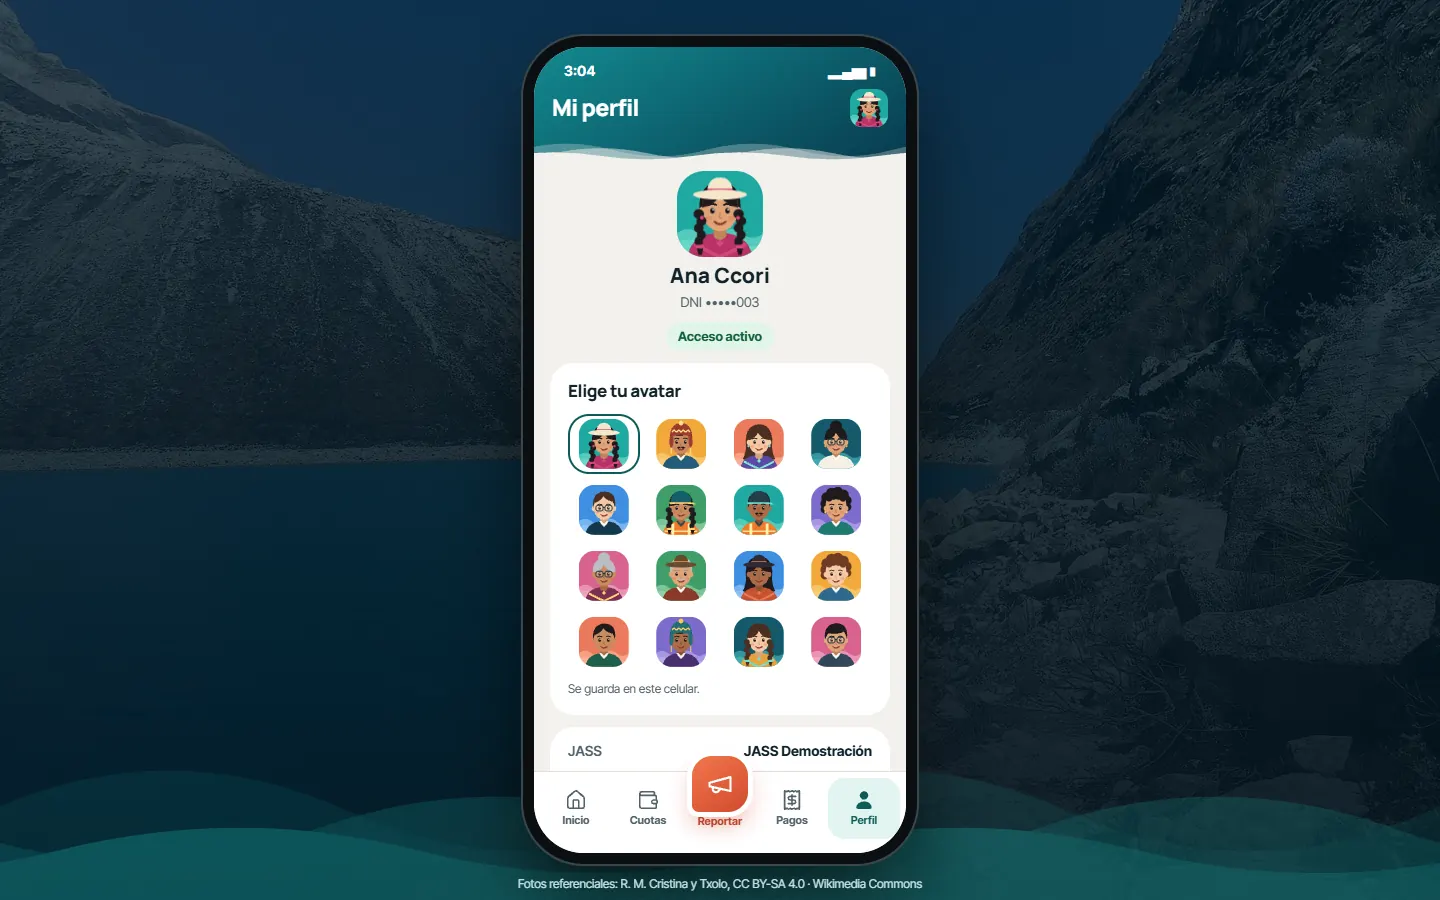 3:04
Mi perfil
Ana Ccori
DNI •••••003
Acceso activo
Elige tu avatar
Se guarda en este celular.
JASS JASS Demostración
Inicio Cuotas Reportar Pagos Perfil
Fotos referenciales: R. M. Cristina y Txolo, CC BY-SA 4.0 · Wikimedia Commons